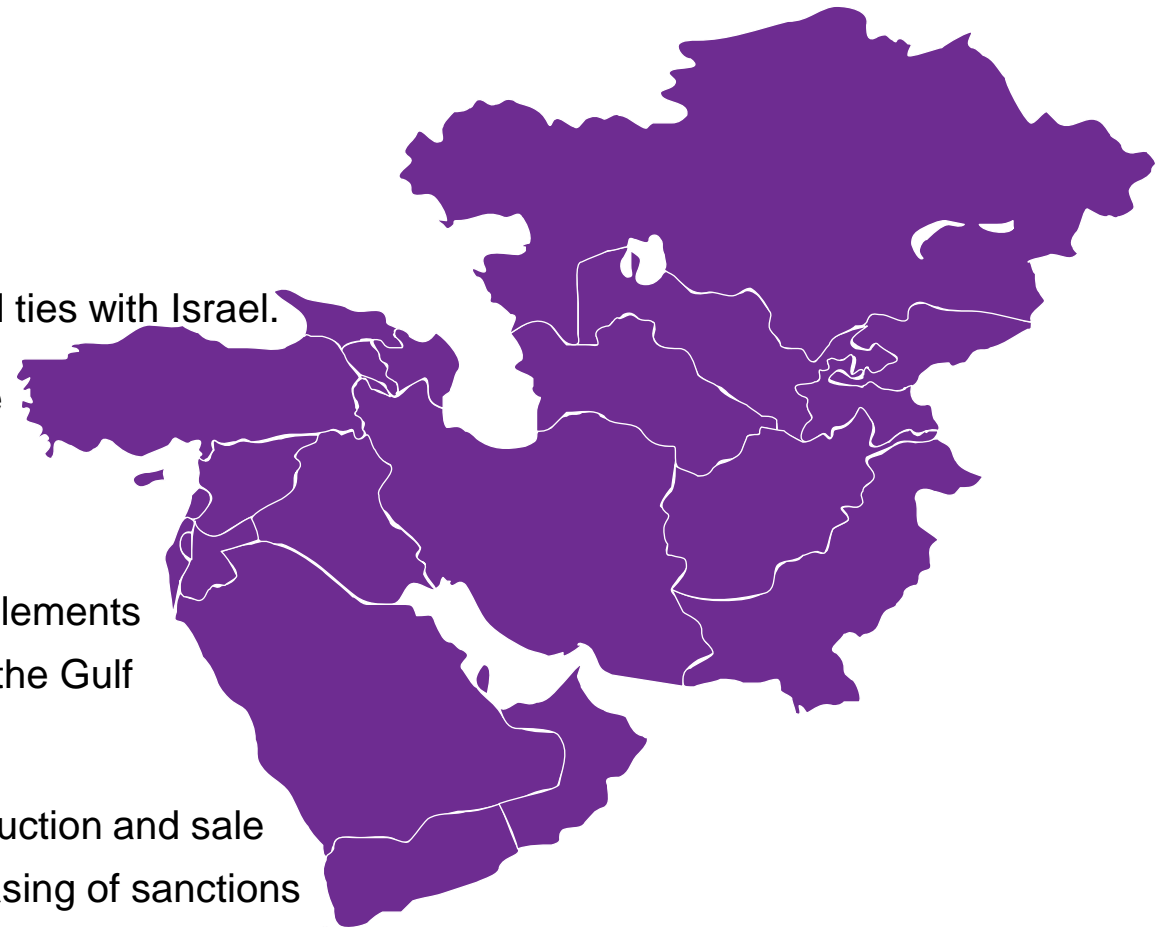 ties with Israel.
lements
the Gulf
uction and sale
sing of sanctions